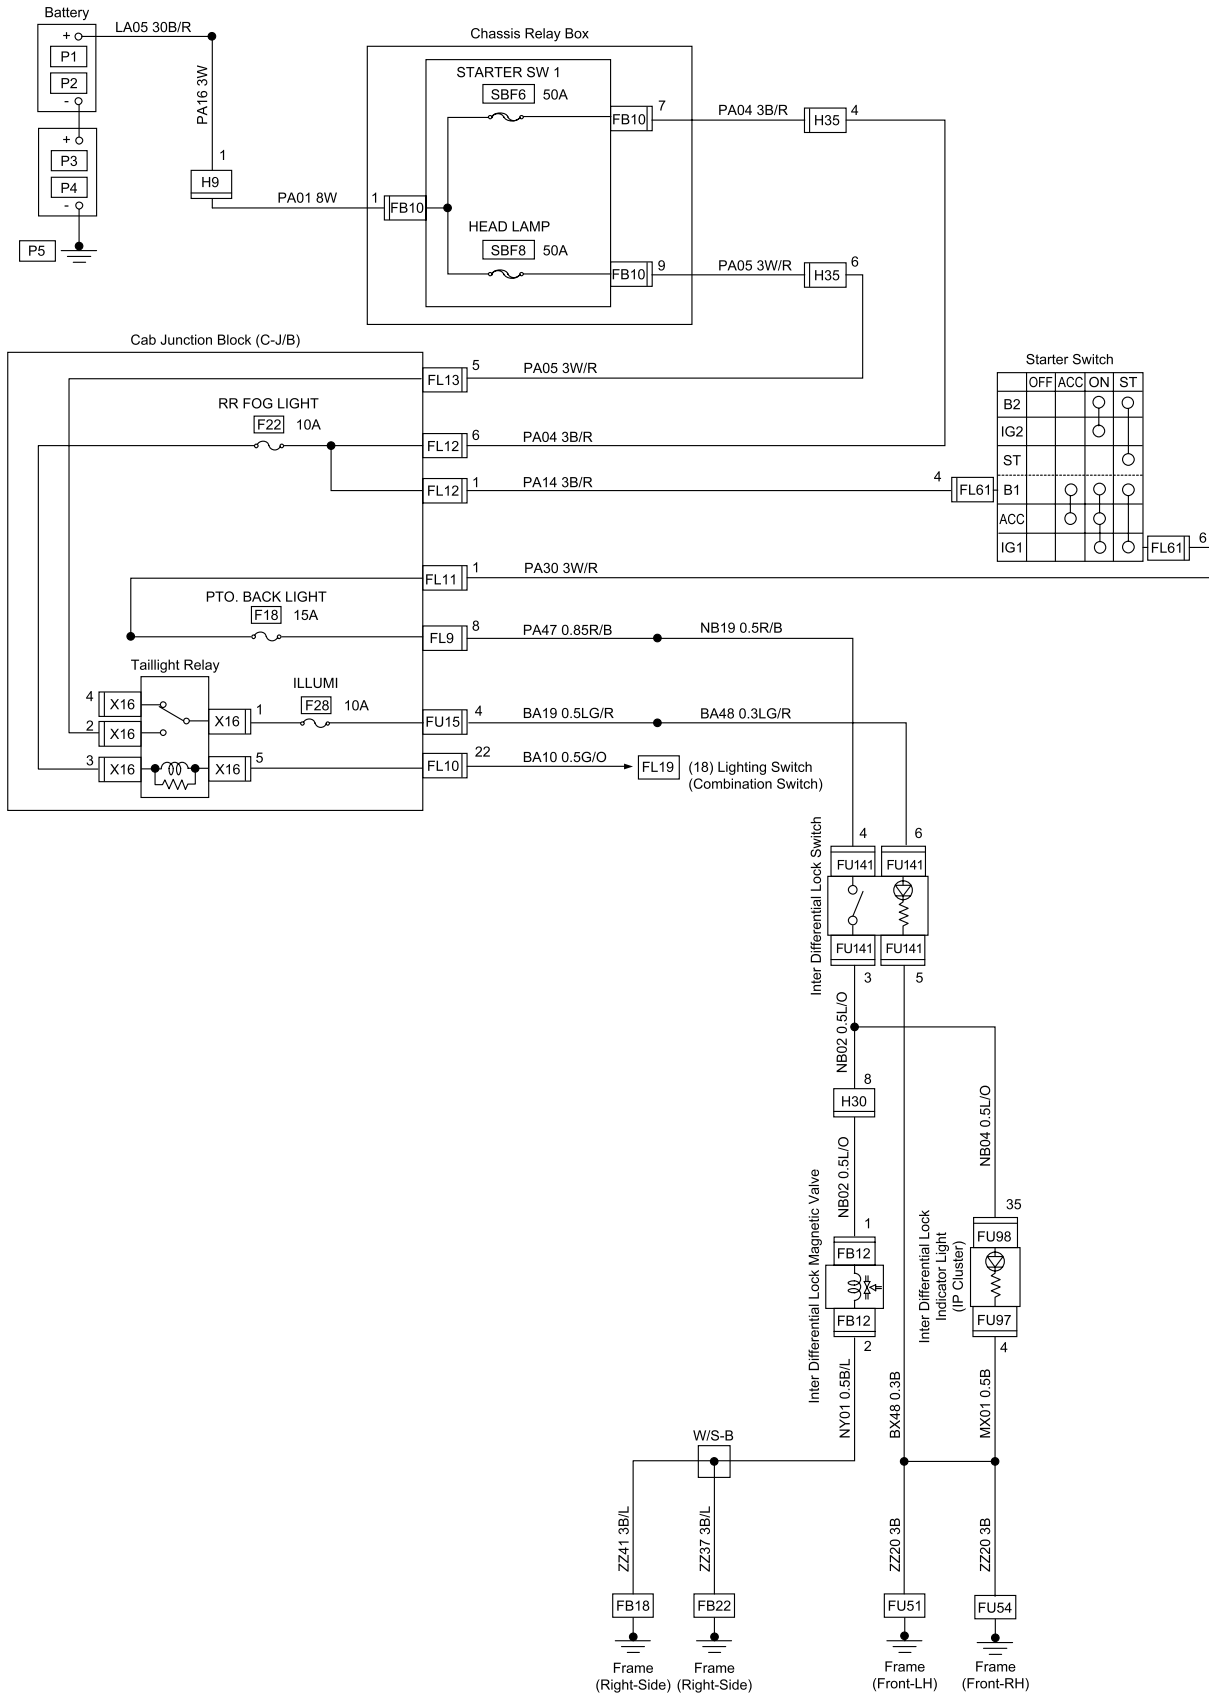 Battery
+
P1
P2
-
+
P3
P4
-
P5
LA05 30B/R
PA16 3W
1
H9
PA01 8W
1
FB10
Chassis Relay Box
STARTER SW 1
SBF6 50A
FB10
7
PA04 3B/R
H35
4
HEAD LAMP
SBF8 50A
FB10
9
PA05 3W/R
H35
6
Cab Junction Block (C-J/B)
FL13
5
PA05 3W/R
RR FOG LIGHT
F22 10A
FL12
6
PA04 3B/R
FL12
1
PA14 3B/R
4
FL61
Starter Switch
OFF ACC ON ST
B2
IG2
ST
B1
ACC
IG1
FL61
6
FL11
1
PA30 3W/R
PTO. BACK LIGHT
F18 15A
FL9
8
PA47 0.85R/B
NB19 0.5R/B
Taillight Relay
4
X16
2
X16
3
X16
X16
1
X16
5
ILLUMI
F28 10A
FU15
4
BA19 0.5LG/R
BA48 0.3LG/R
FL10
22
BA10 0.5G/O
FL19
(18) Lighting Switch
(Combination Switch)
Inter Differential Lock Switch
4
6
FU141
FU141
FU141
FU141
3
5
NB02 0.5L/O
8
H30
NB02 0.5L/O
NB04 0.5L/O
Inter Differential Lock Magnetic Valve
1
FB12
FB12
2
Inter Differential Lock
Indicator Light
(IP Cluster)
35
FU98
FU97
4
NY01 0.5B/L
BX48 0.3B
MX01 0.5B
W/S-B
ZZ41 3B/L
ZZ37 3B/L
ZZ20 3B
ZZ20 3B
FB18
FB22
FU51
FU54
Frame
(Right-Side)
Frame
(Right-Side)
Frame
(Front-LH)
Frame
(Front-RH)